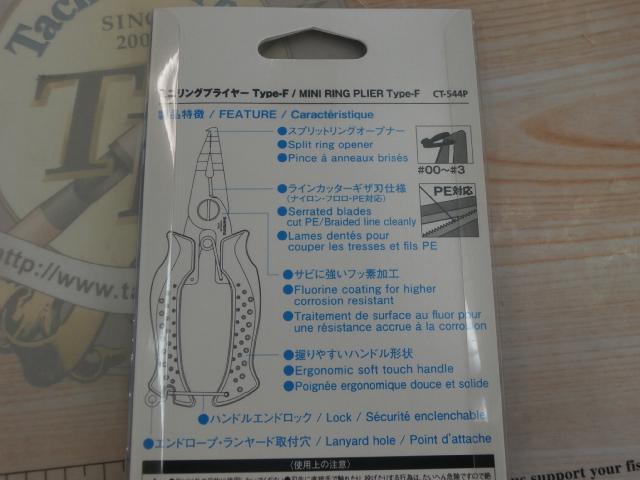 Tack
SINC
200
ミニリングプライヤー Type-F / MINI RING PLIER Type-F CT-544P
製品特徴 / FEATURE / Caractéristique
●スプリットリングオープナー
●Split ring opener
●Pince à anneaux brisés
#00～#3
●ラインカッターギザ刃仕様
(ナイロン・フロロ・PE対応)
●Serrated blades
cut PE/Braided line cleanly
●Lames dentés pour
couper les tresses et fils PE
PE対応
●サビに強いフッ素加工
●Fluorine coating for higher
corrosion resistant
●Traitement de surface au fluor pour
une résistance accrue à la corrosion
●握りやすいハンドル形状
●Ergonomic soft touch handle
●Poignée ergonomique douce et solide
●ハンドルエンドロック / Lock / Sécurité enclenchable
●エンドロープ・ランヤード取付穴 / Lanyard hole / Point d'attache
〈使用上の注意〉
http://www.ta
support your fis